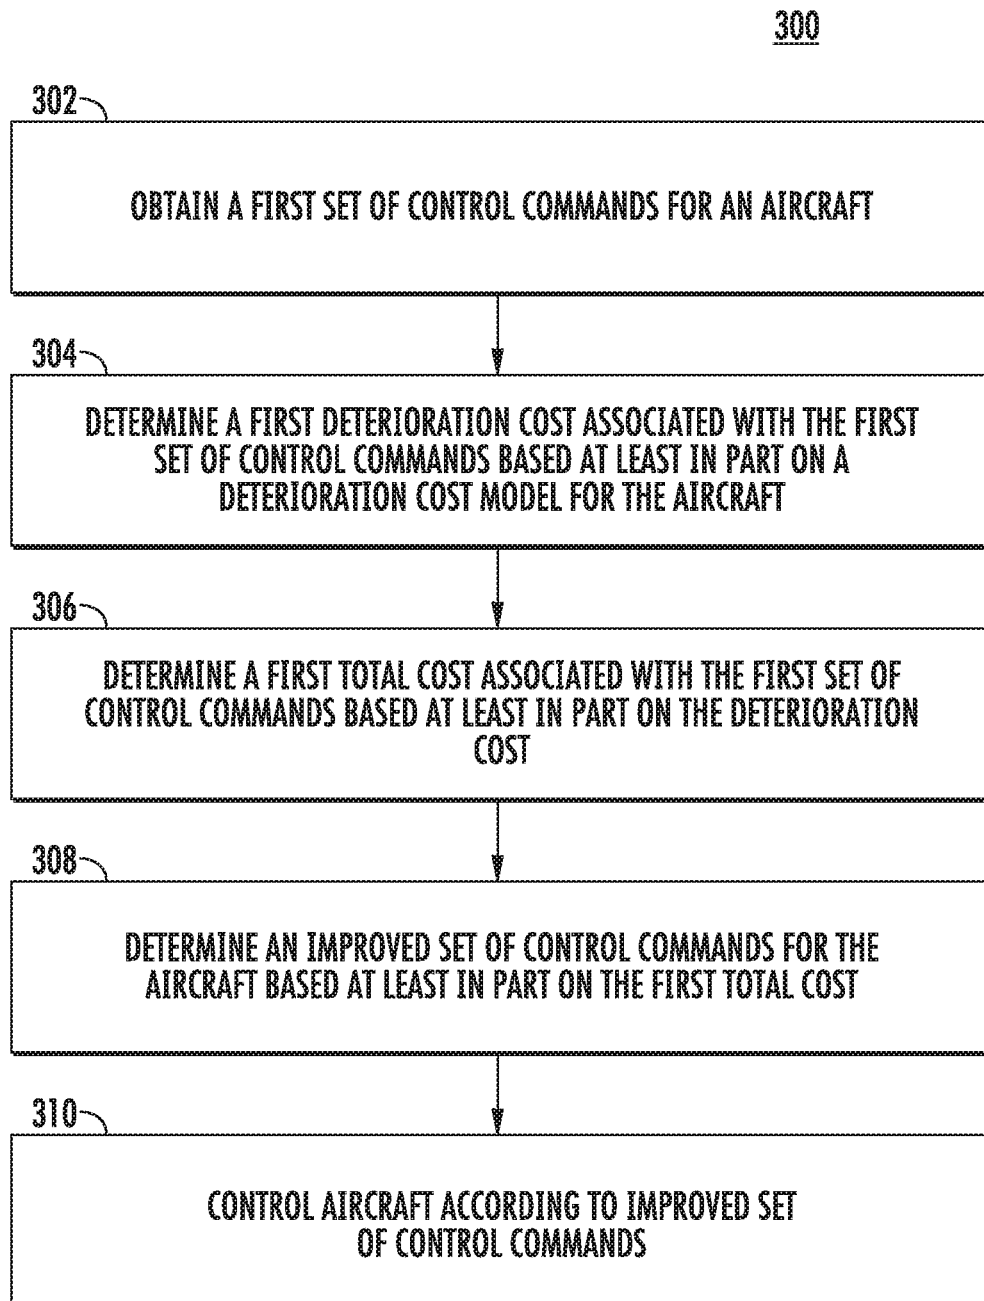 300
302
OBTAIN A FIRST SET OF CONTROL COMMANDS FOR AN AIRCRAFT
304
DETERMINE A FIRST DETERIORATION COST ASSOCIATED WITH THE FIRST
SET OF CONTROL COMMANDS BASED AT LEAST IN PART ON A
DETERIORATION COST MODEL FOR THE AIRCRAFT
306
DETERMINE A FIRST TOTAL COST ASSOCIATED WITH THE FIRST SET OF
CONTROL COMMANDS BASED AT LEAST IN PART ON THE DETERIORATION
COST
308
DETERMINE AN IMPROVED SET OF CONTROL COMMANDS FOR THE
AIRCRAFT BASED AT LEAST IN PART ON THE FIRST TOTAL COST
310
CONTROL AIRCRAFT ACCORDING TO IMPROVED SET
OF CONTROL COMMANDS